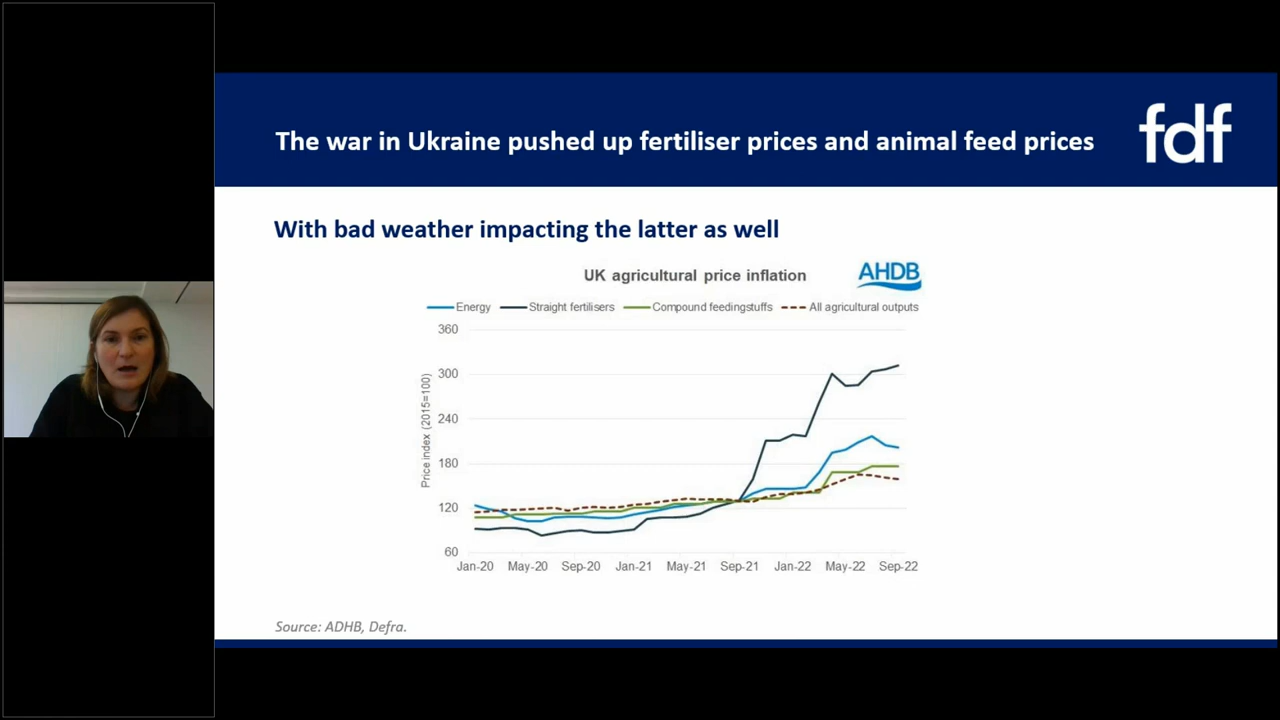 The war in Ukraine pushed up fertiliser prices and animal feed prices
fdf
With bad weather impacting the latter as well
UK agricultural price inflation
AHDB
Energy
Straight fertilisers
Compound feedingstuffs
All agricultural outputs
Price index (2015=100)
360
300
240
180
120
60
Jan-20
May-20
Sep-20
Jan-21
May-21
Sep-21
Jan-22
May-22
Sep-22
Source: ADHB, Defra.